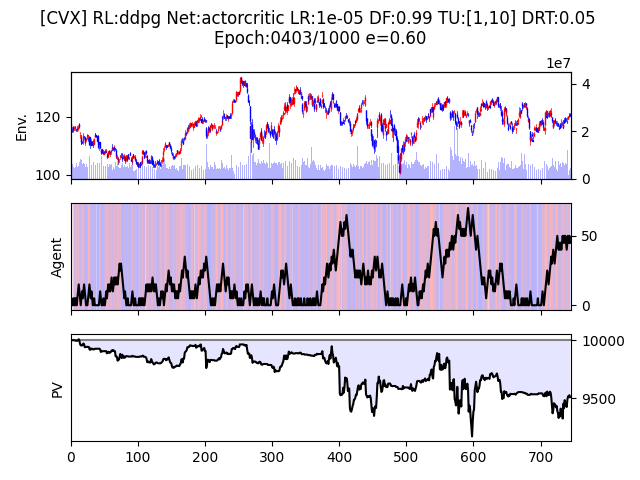 [CVX] RL:ddpg Net:actorcritic LR:1e-05 DF:0.99 TU:[1,10] DRT:0.05
Epoch:0403/1000 e=0.60
1e7
Env.
120
100
4
2
0
Agent
50
0
PV
10000
9500
0 100 200 300 400 500 600 700